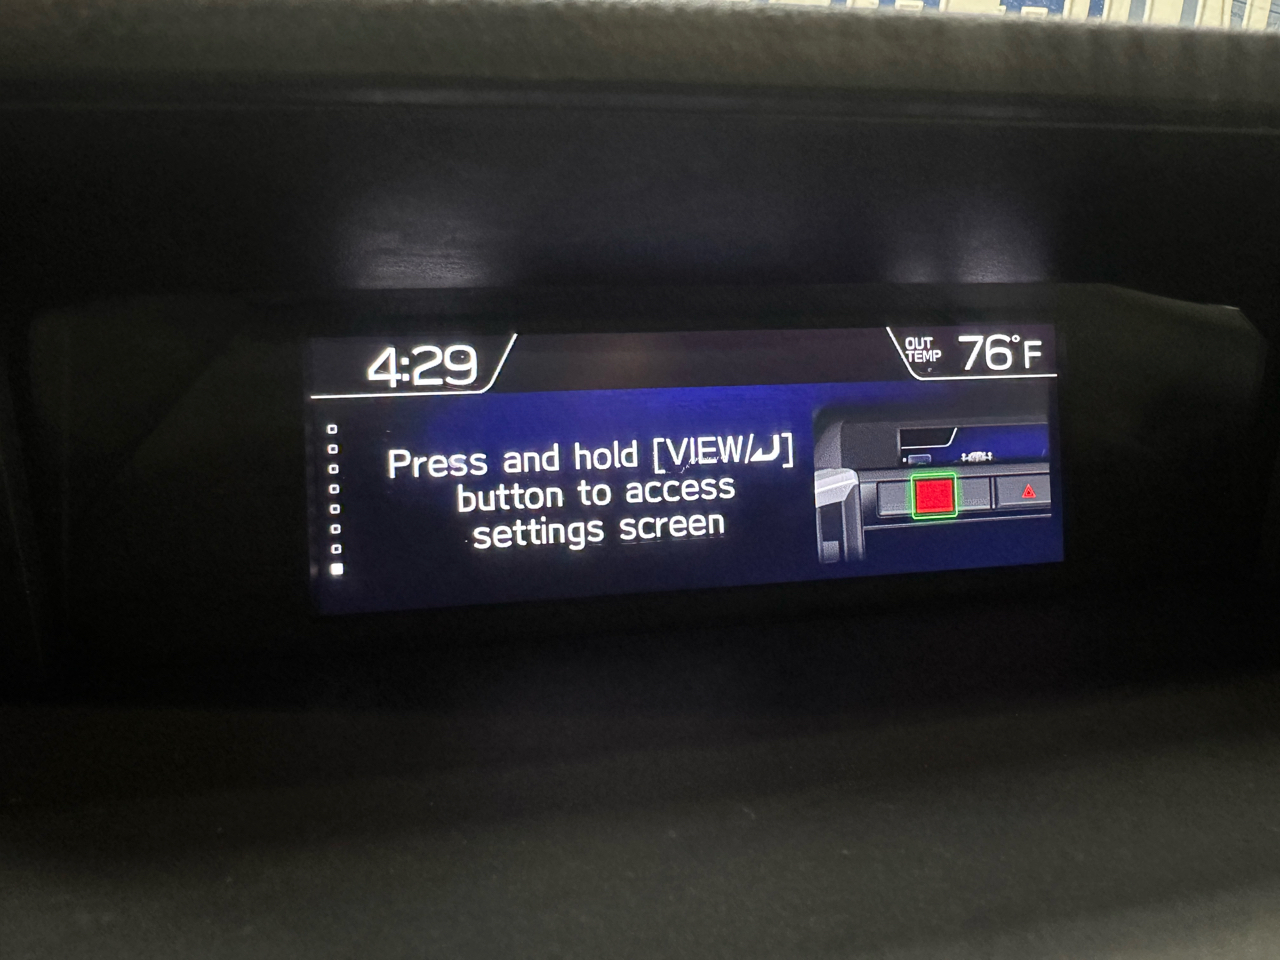 4:29
OUT
TEMP
76°F
Press and hold [VIEW/⮠]
button to access
settings screen